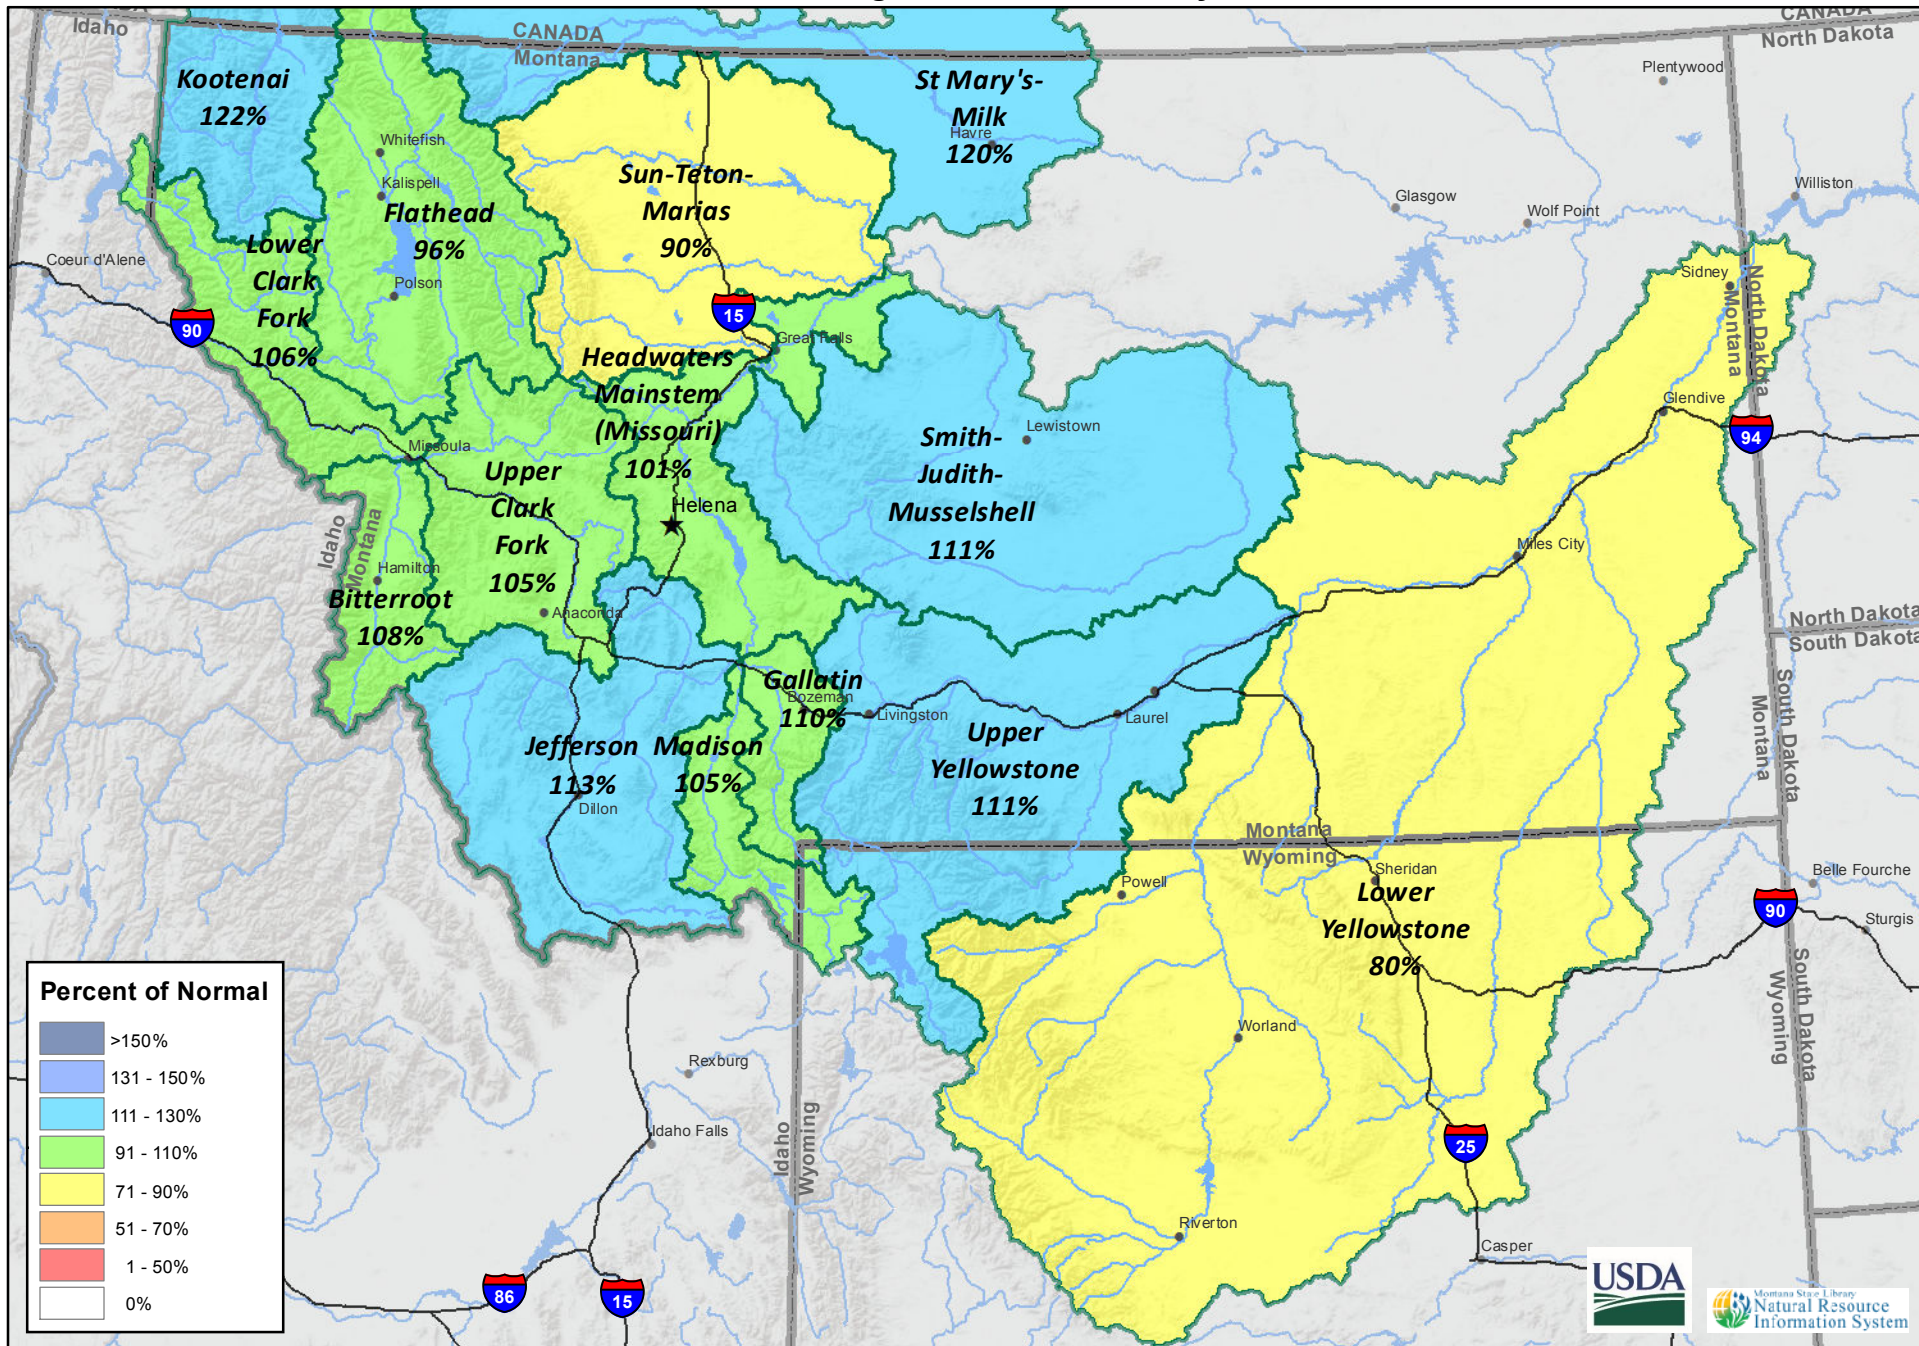 CANADA
Idaho
CANADA
Montana
CANADA
North Dakota
Kootenai
122%
St Mary's-
Milk
Havre
120%
Plentywood
Whitefish
Kalispell
Flathead
96%
Polson
Sun-Teton-
Marias
90%
Glasgow
Wolf Point
Williston
Coeur d'Alene
Lower
Clark
Fork
106%
90
15
Great Falls
Sidney
North Dakota
Montana
Headwaters
Mainstem
(Missouri)
101%
Helena
Glendive
94
Missoula
Upper
Clark
Fork
105%
Anaconda
Smith-
Judith-
Musselshell
111%
Lewistown
Miles City
Idaho
Montana
Hamilton
Bitterroot
108%
North Dakota
South Dakota
Gallatin
Bozeman
110%
Livingston
Laurel
South Dakota
Montana
Jefferson
113%
Dillon
Madison
105%
Upper
Yellowstone
111%
Montana
Wyoming
Powell
Sheridan
Lower
Yellowstone
80%
Belle Fourche
90
Sturgis
South Dakota
Wyoming
Worland
Rexburg
Idaho Falls
Idaho
Wyoming
25
Riverton
Casper
86
15
Percent of Normal
>150%
131 - 150%
111 - 130%
91 - 110%
71 - 90%
51 - 70%
1 - 50%
0%
USDA
Montana State Library
Natural Resource
Information System